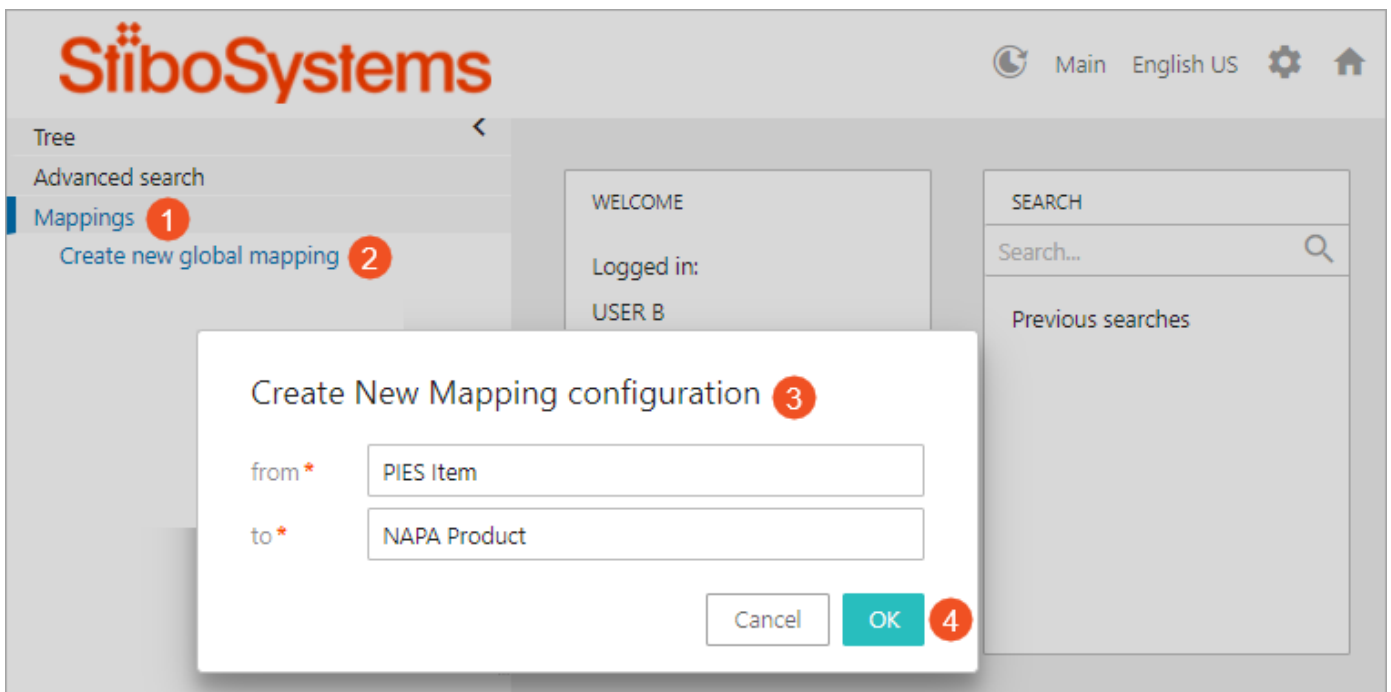 StiboSystems
Main English US
Tree
Advanced search
Mappings 1
Create new global mapping 2
WELCOME
Logged in:
USER B
SEARCH
Search...
Previous searches
Create New Mapping configuration 3
from * PIES Item
to * NAPA Product
Cancel OK 4